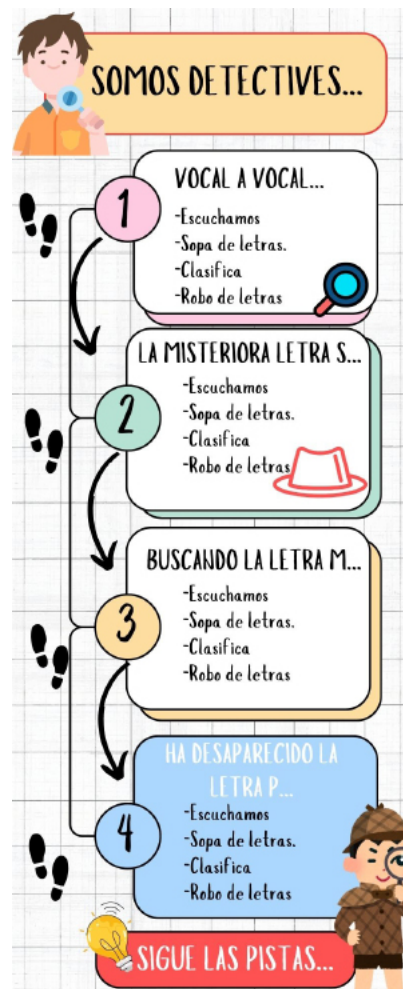 SOMOS DETECTIVES...
1
VOCAL A VOCAL...
-Escuchamos
-Sopa de letras.
-Clasifica
-Robo de letras
2
LA MISTERIORA LETRA S...
-Escuchamos
-Sopa de letras.
-Clasifica
-Robo de letras
3
BUSCANDO LA LETRA M...
-Escuchamos
-Sopa de letras.
-Clasifica
-Robo de letras
4
HA DESAPARECIDO LA
LETRA P...
-Escuchamos
-Sopa de letras.
-Clasifica
-Robo de letras
SIGUE LAS PISTAS...